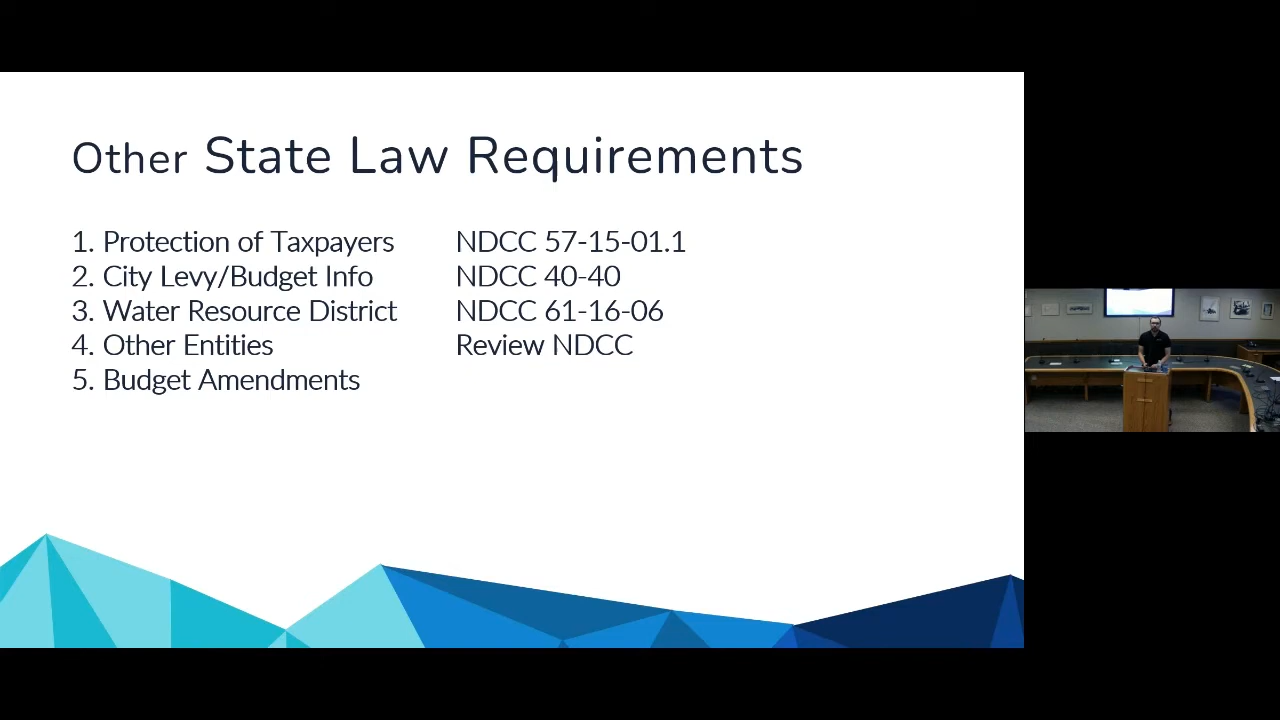 Other State Law Requirements
1. Protection of Taxpayers NDCC 57-15-01.1
2. City Levy/Budget Info NDCC 40-40
3. Water Resource District NDCC 61-16-06
4. Other Entities Review NDCC
5. Budget Amendments